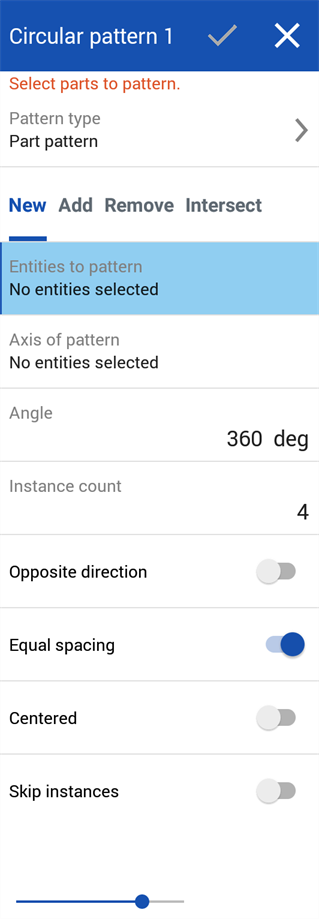 Circular pattern 1
Select parts to pattern.
Pattern type
Part pattern
New Add Remove Intersect
Entities to pattern
No entities selected
Axis of pattern
No entities selected
Angle
360 deg
Instance count
4
Opposite direction
Equal spacing
Centered
Skip instances